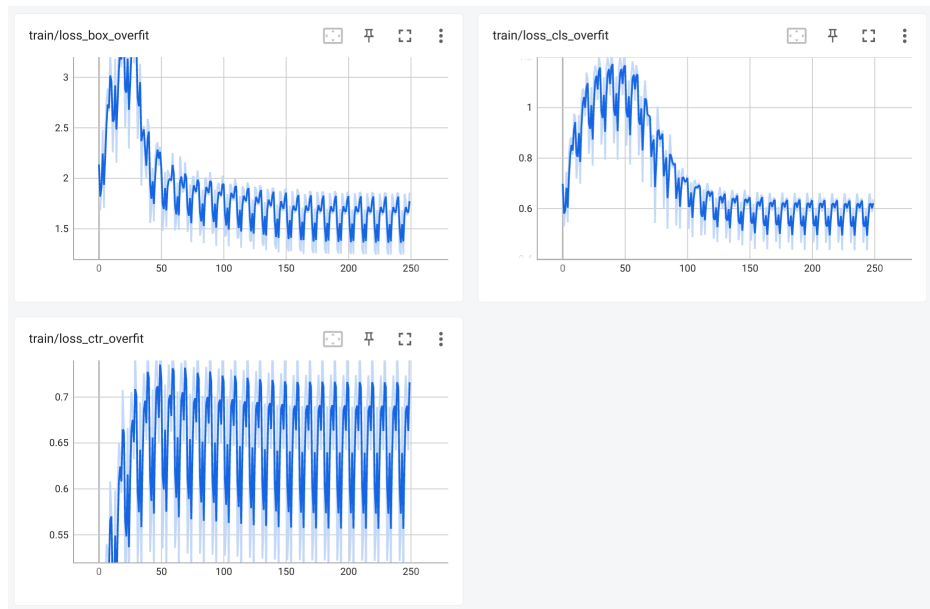 train/loss_box_overfit
3
2.5
2
1.5
0 50 100 150 200 250
train/loss_cls_overfit
1
0.8
0.6
0 50 100 150 200 250
train/loss_ctr_overfit
0.7
0.65
0.6
0.55
0 50 100 150 200 250